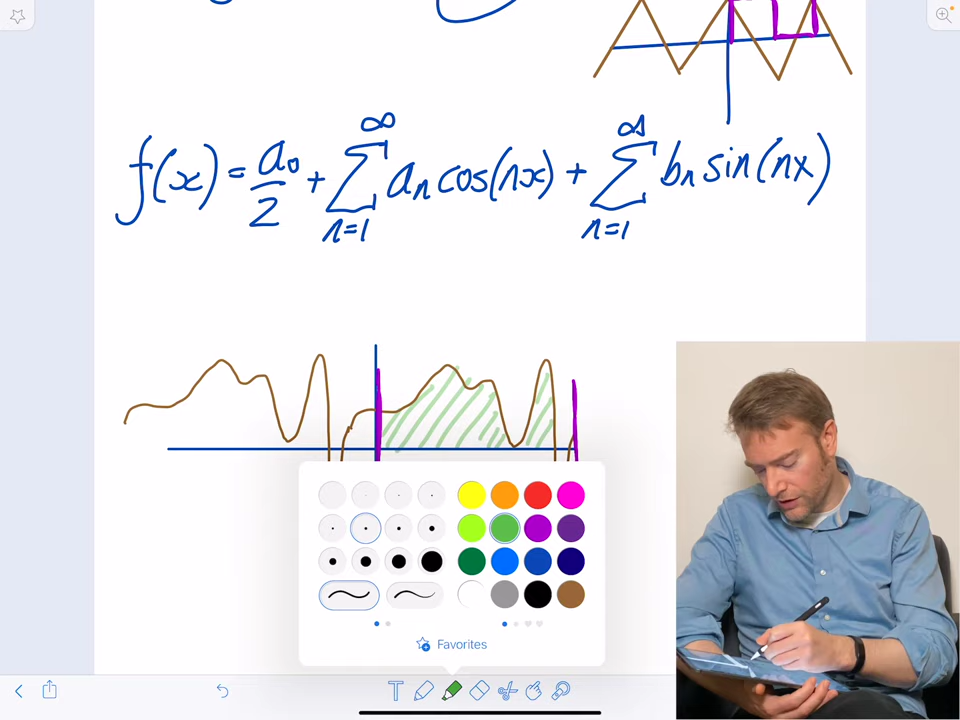 f(x) = a₀/2 + ∞∑n=1 aₙ cos(nx) + ∞∑n=1 bₙ sin(nx)
Favorites
T